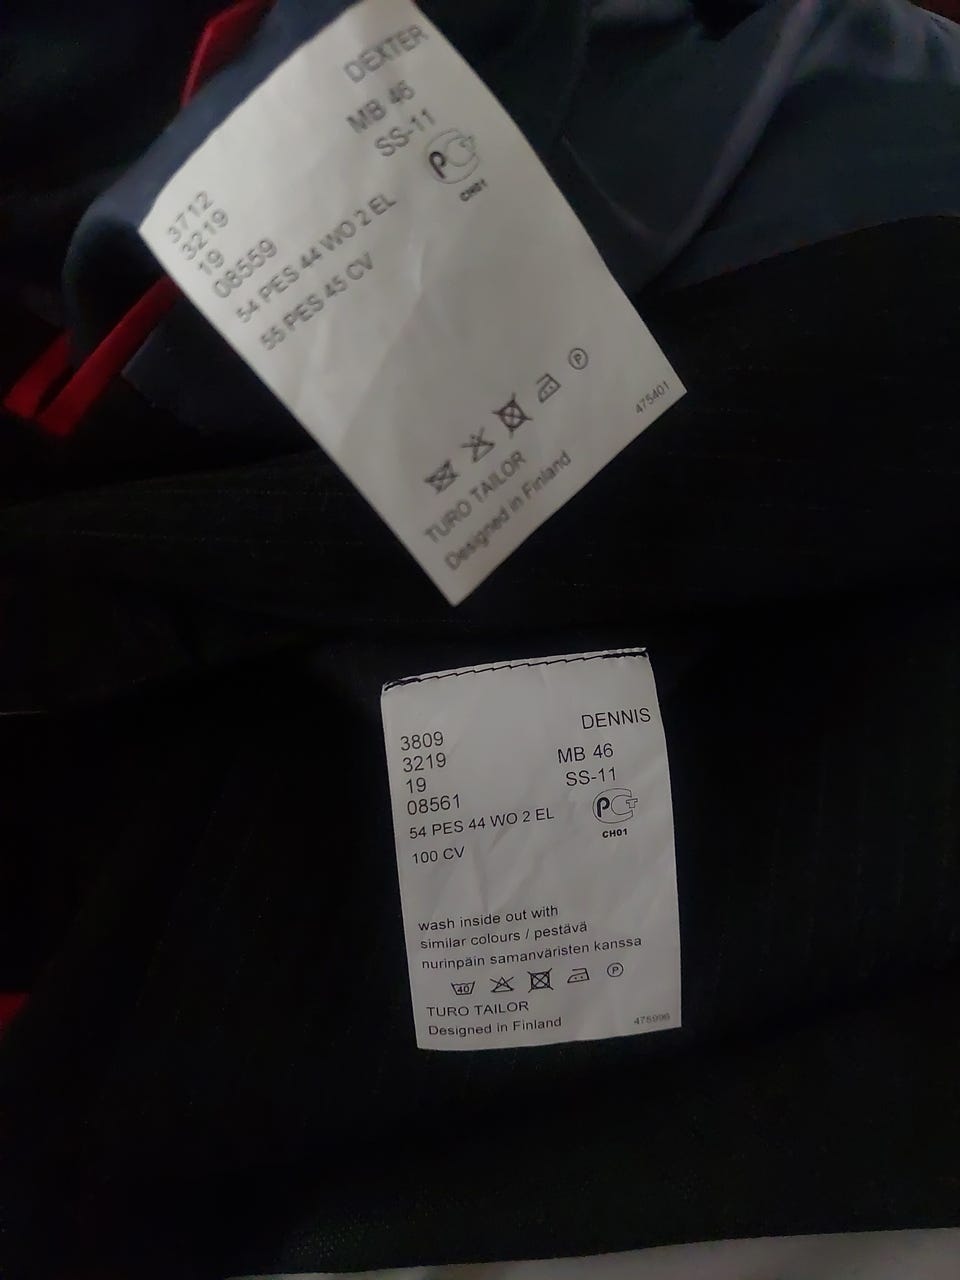 DEXTER
MB 46
SS-11
PCT
CH01
3712
3219
19
08559
54 PES 44 WO 2 EL
55 PES 45 CV
P
475401
TURO TAILOR
Designed in Finland
DENNIS
3809
MB 46
3219
SS-11
19
08561
PCT
CH01
54 PES 44 WO 2 EL
100 CV
wash inside out with
similar colours / pestävä
nurinpäin samanväristen kanssa
40 P
TURO TAILOR
Designed in Finland
475996